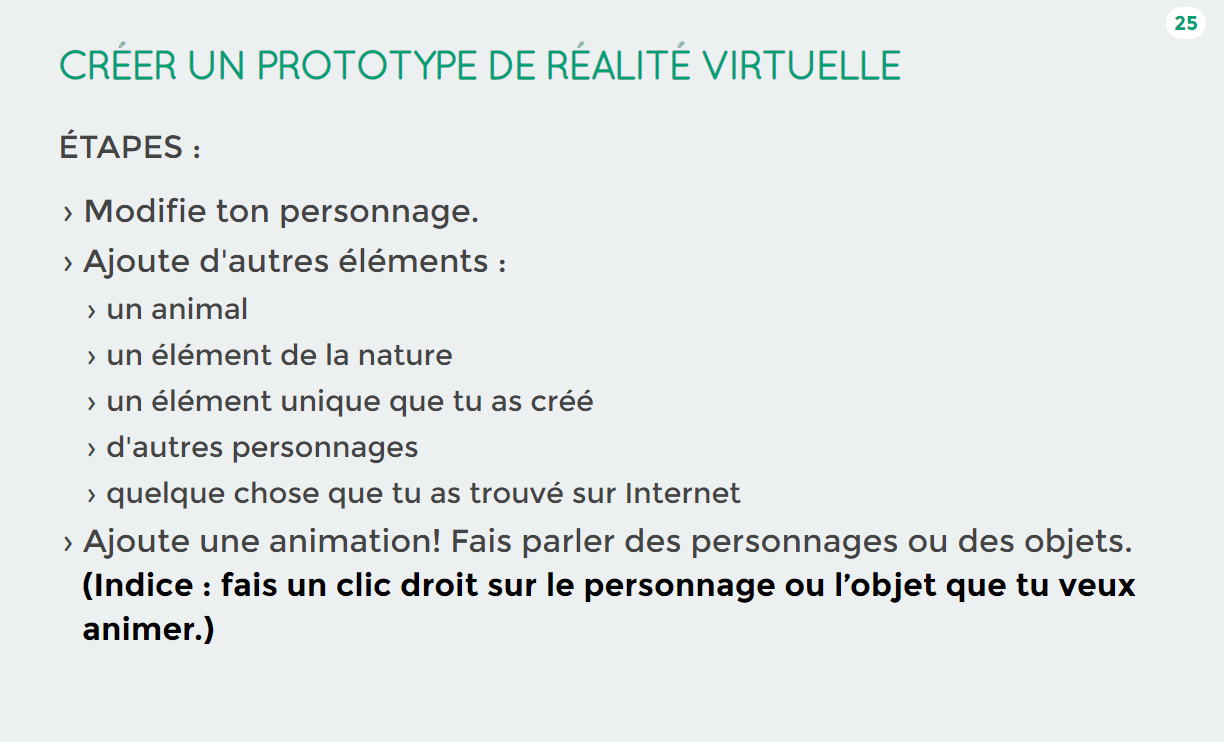 25
CRÉER UN PROTOTYPE DE RÉALITÉ VIRTUELLE
ÉTAPES :
› Modifie ton personnage.
› Ajoute d'autres éléments :
› un animal
› un élément de la nature
› un élément unique que tu as créé
› d'autres personnages
› quelque chose que tu as trouvé sur Internet
› Ajoute une animation! Fais parler des personnages ou des objets.
(Indice : fais un clic droit sur le personnage ou l’objet que tu veux
animer.)